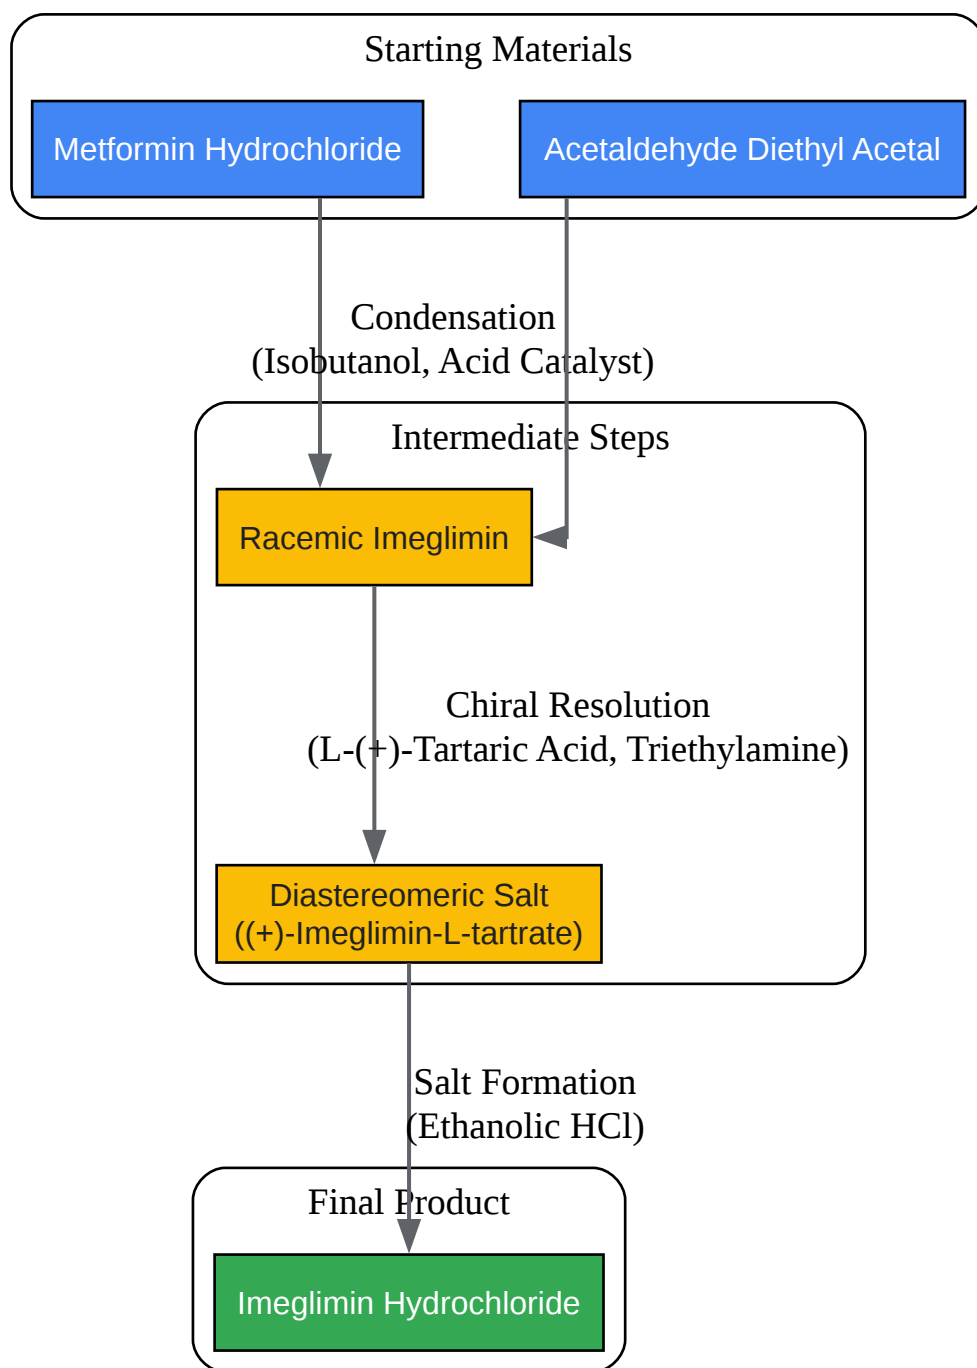 Starting Materials
Metformin Hydrochloride
Acetaldehyde Diethyl Acetal
Condensation
(Isobutanol, Acid Catalyst)
Intermediate Steps
Racemic Imeglimin
Chiral Resolution
(L-(+)-Tartaric Acid, Triethylamine)
Diastereomeric Salt
((+)-Imeglimin-L-tartrate)
Salt Formation
(Ethanolic HCl)
Final Product
Imeglimin Hydrochloride